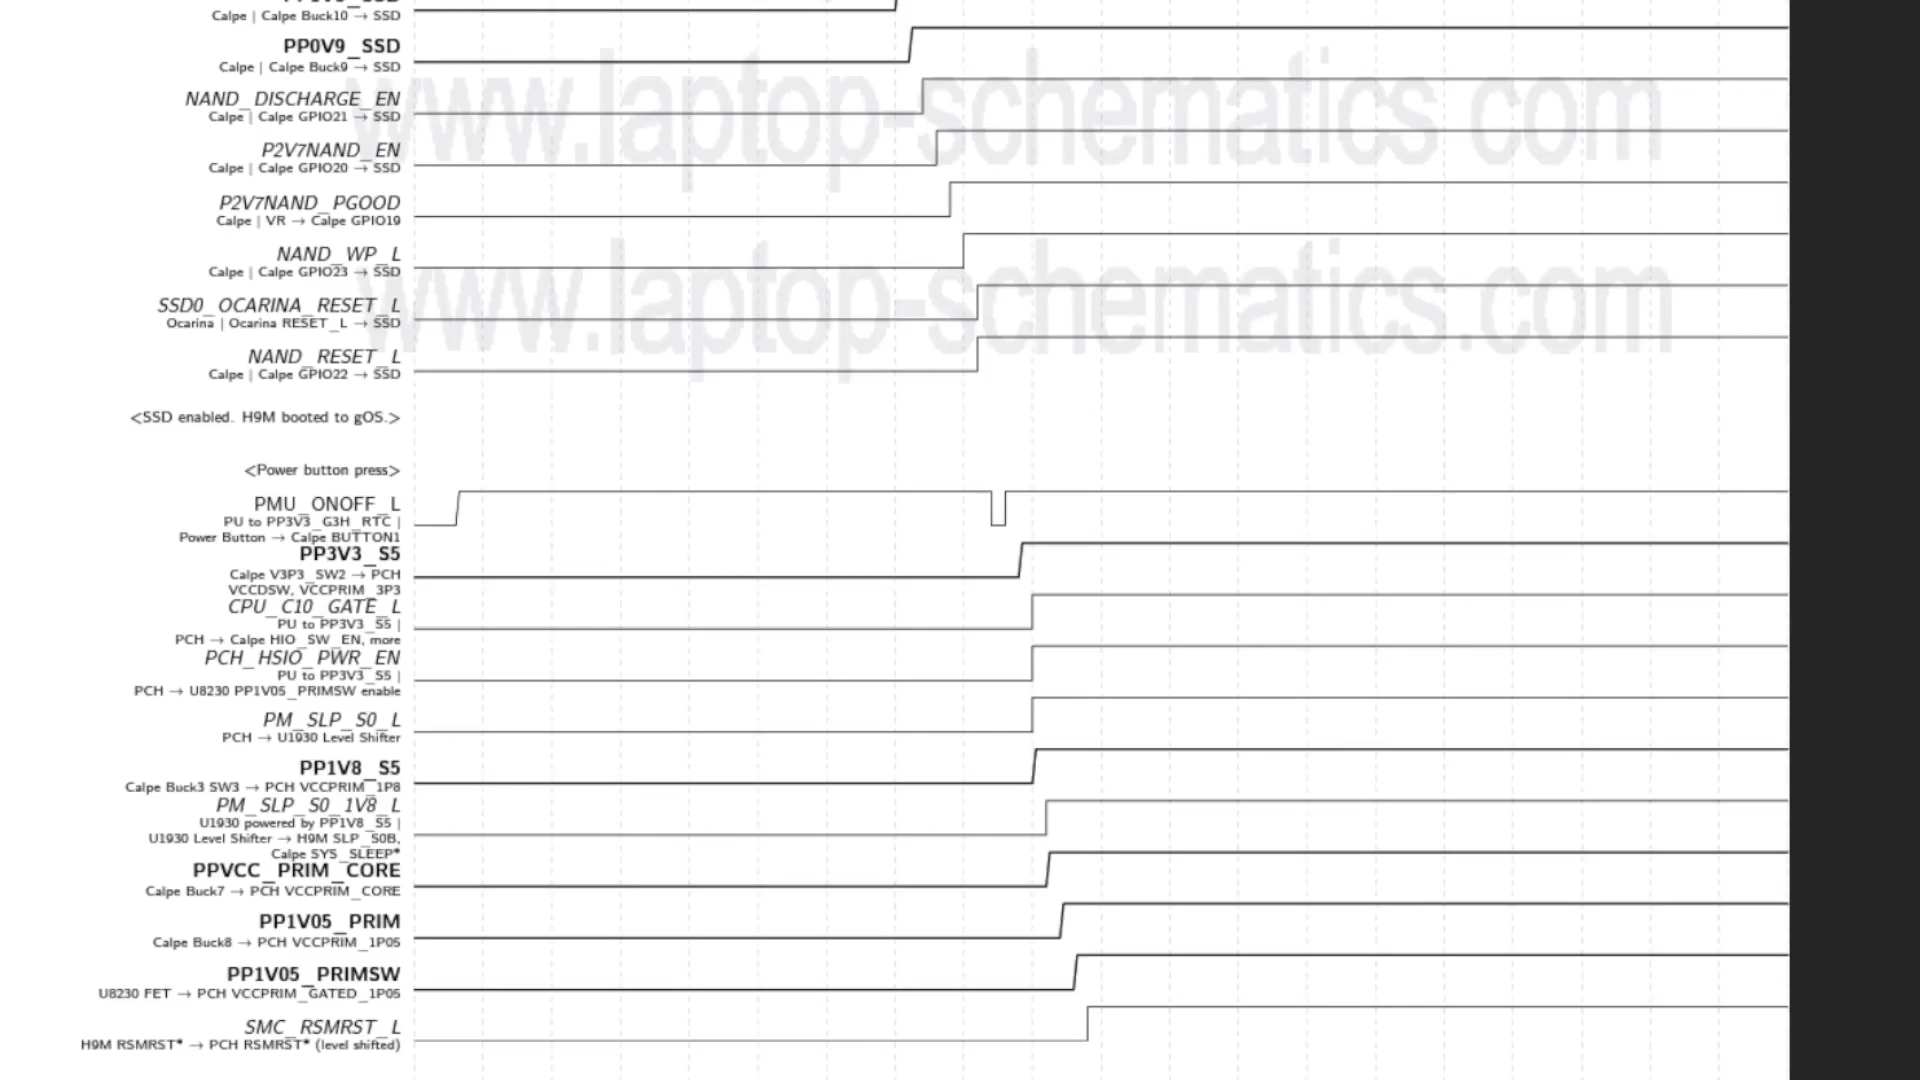 Calpe | Calpe Buck10 → SSD
PP0V9_SSD
Calpe | Calpe Buck9 → SSD
NAND_DISCHARGE_EN
Calpe | Calpe GPIO21 → SSD
P2V7NAND_EN
Calpe | Calpe GPIO20 → SSD
P2V7NAND_PGOOD
Calpe | VR → Calpe GPIO19
NAND_WP_L
Calpe | Calpe GPIO23 → SSD
SSD0_OCARINA_RESET_L
Ocarina | Ocarina RESET_L → SSD
NAND_RESET_L
Calpe | Calpe GPIO22 → SSD
www.laptop-schematics.com
www.laptop-schematics.com
<SSD enabled. H9M booted to gOS.>
<Power button press>
PMU_ONOFF_L
PU to PP3V3_G3H_RTC |
Power Button → Calpe BUTTON1
PP3V3_S5
Calpe V3P3_SW2 → PCH
VCCDSW, VCCPRIM_3P3
CPU_C10_GATE_L
PU to PP3V3_S5 |
PCH → Calpe HIO_SW_EN, more
PCH_HSIO_PWR_EN
PU to PP3V3_S5 |
PCH → U8230 PP1V05_PRIMSW enable
PM_SLP_S0_L
PCH → U1930 Level Shifter
PP1V8_S5
Calpe Buck3 SW3 → PCH VCCPRIM_1P8
PM_SLP_S0_1V8_L
U1930 powered by PP1V8_S5 |
U1930 Level Shifter → H9M SLP_S0B,
Calpe SYS_SLEEP*
PPVCC_PRIM_CORE
Calpe Buck7 → PCH VCCPRIM_CORE
PP1V05_PRIM
Calpe Buck8 → PCH VCCPRIM_1P05
PP1V05_PRIMSW
U8230 FET → PCH VCCPRIM_GATED_1P05
SMC_RSMRST_L
H9M RSMRST* → PCH RSMRST* (level shifted)